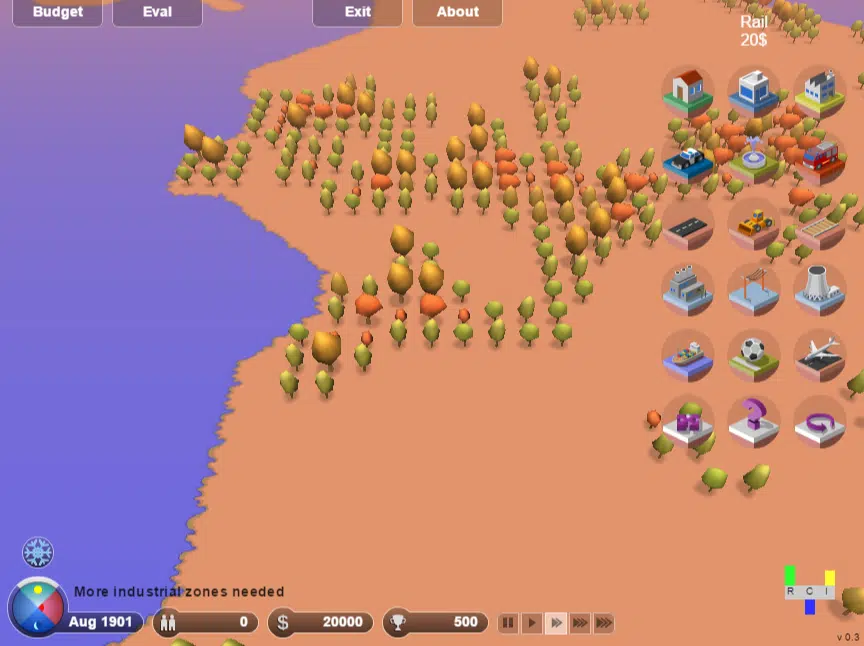 Budget
Eval
Exit
About
Rail
20$
More industrial zones needed
Aug 1901
0
$
20000
500
R C I
v 0.3